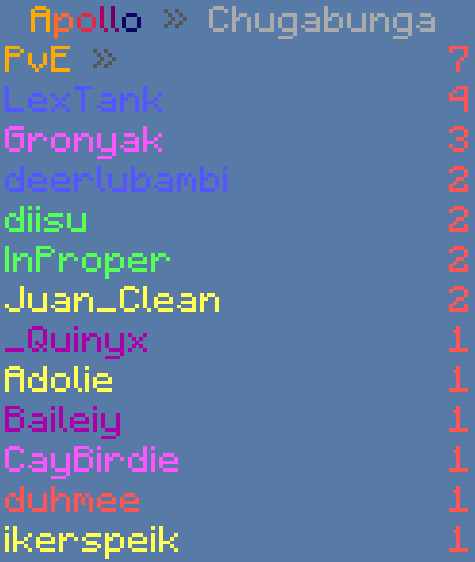 Apollo » Chugabunga
PvE » 7
LexTank 4
Gronyak 3
deerlubambi 2
diisu 2
InProper 2
Juan_Clean 2
_Quinyx 1
Adolie 1
Baileiy 1
CayBirdie 1
duhmee 1
ikerspeik 1